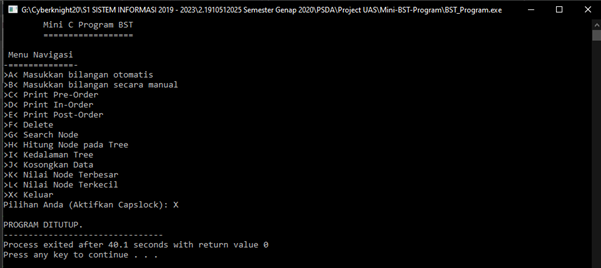 G:\Cyberknight20\S1 SISTEM INFORMASI 2019 - 2023\2.1910512025 Semester Genap 2020\PSDA\Project UAS\Mini-BST-Program\BST_Program.exe
Mini C Program BST
==================
Menu Navigasi
-=============-
>A< Masukkan bilangan otomatis
>B< Masukkan bilangan secara manual
>C< Print Pre-Order
>D< Print In-Order
>E< Print Post-Order
>F< Delete
>G< Search Node
>H< Hitung Node pada Tree
>I< Kedalaman Tree
>J< Kosongkan Data
>K< Nilai Node Terbesar
>L< Nilai Node Terkecil
>X< Keluar
Pilihan Anda (Aktifkan Capslock): X
PROGRAM DITUTUP.
--------------------------------
Process exited after 40.1 seconds with return value 0
Press any key to continue . . .